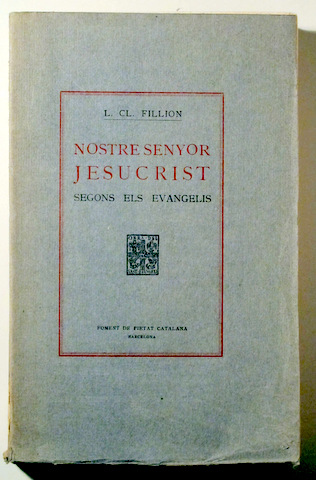 L. CL. FILLION
NOSTRE SENYOR
JESUCRIST
SEGONS ELS EVANGELIS
FOMENT DE PIETAT CATALANA
BARCELONA